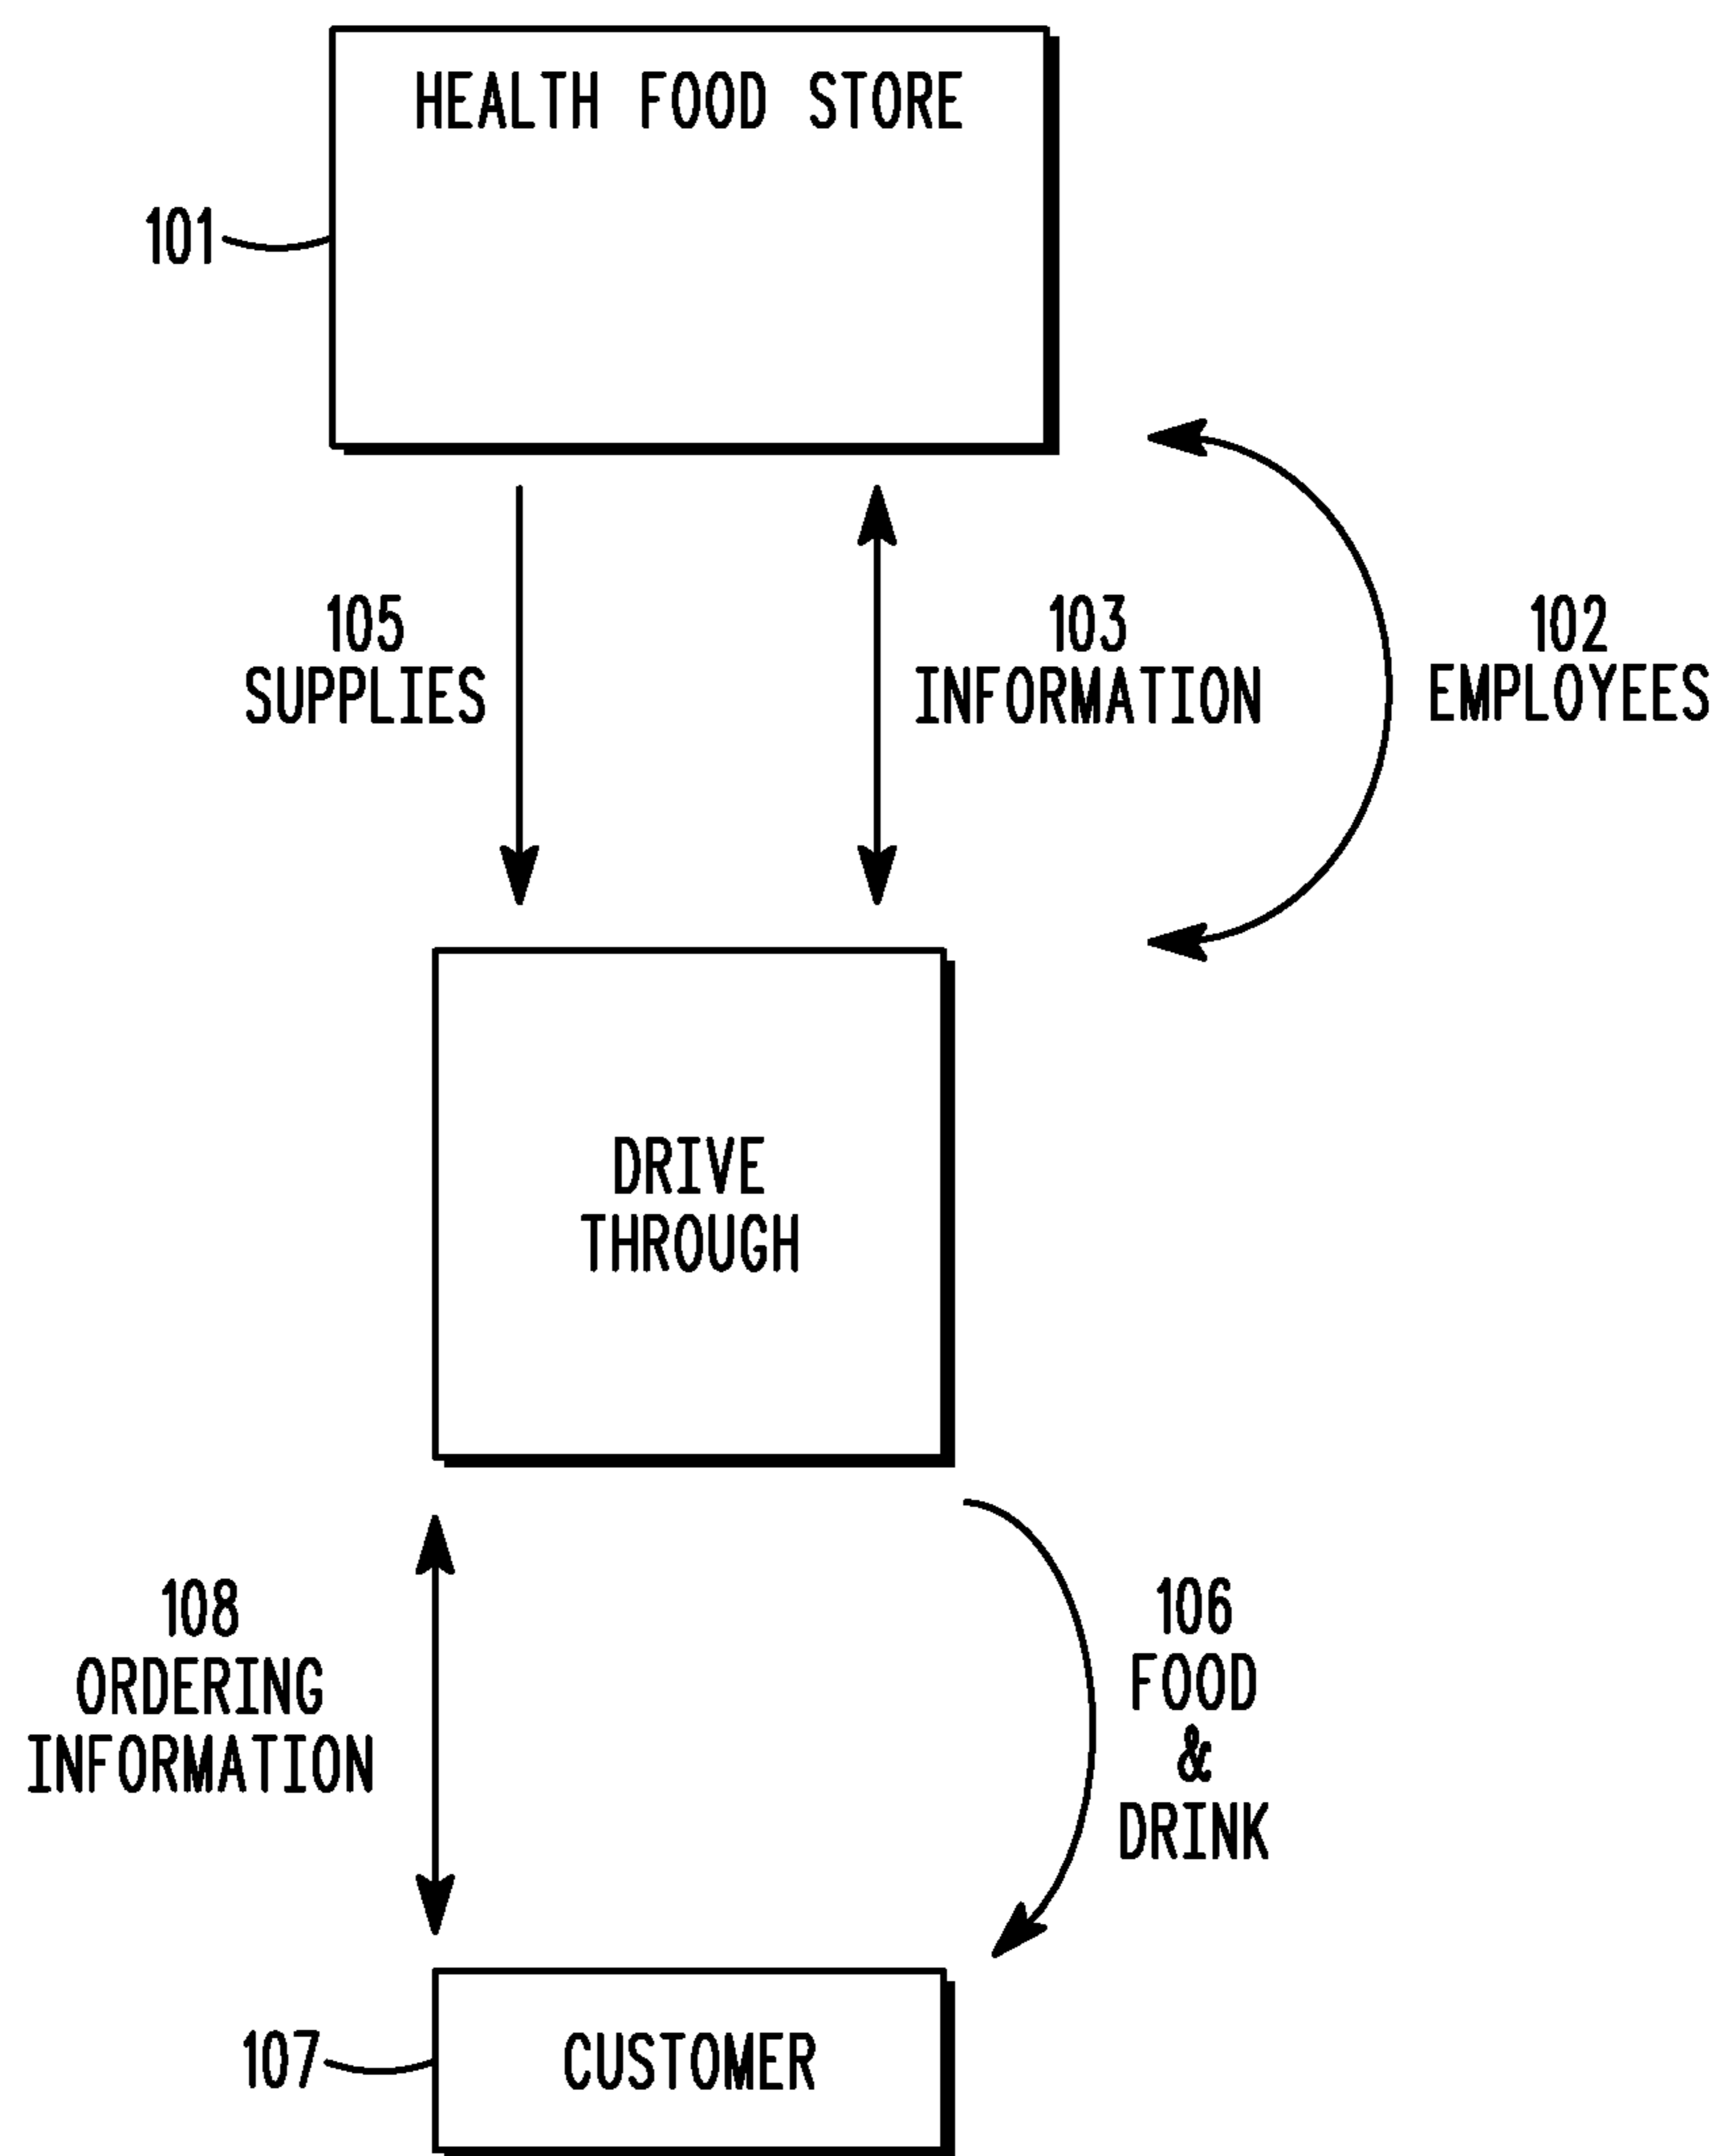 HEALTH FOOD STORE
101
105
SUPPLIES
103
INFORMATION
102
EMPLOYEES
DRIVE
THROUGH
108
ORDERING
INFORMATION
106
FOOD
&
DRINK
107
CUSTOMER